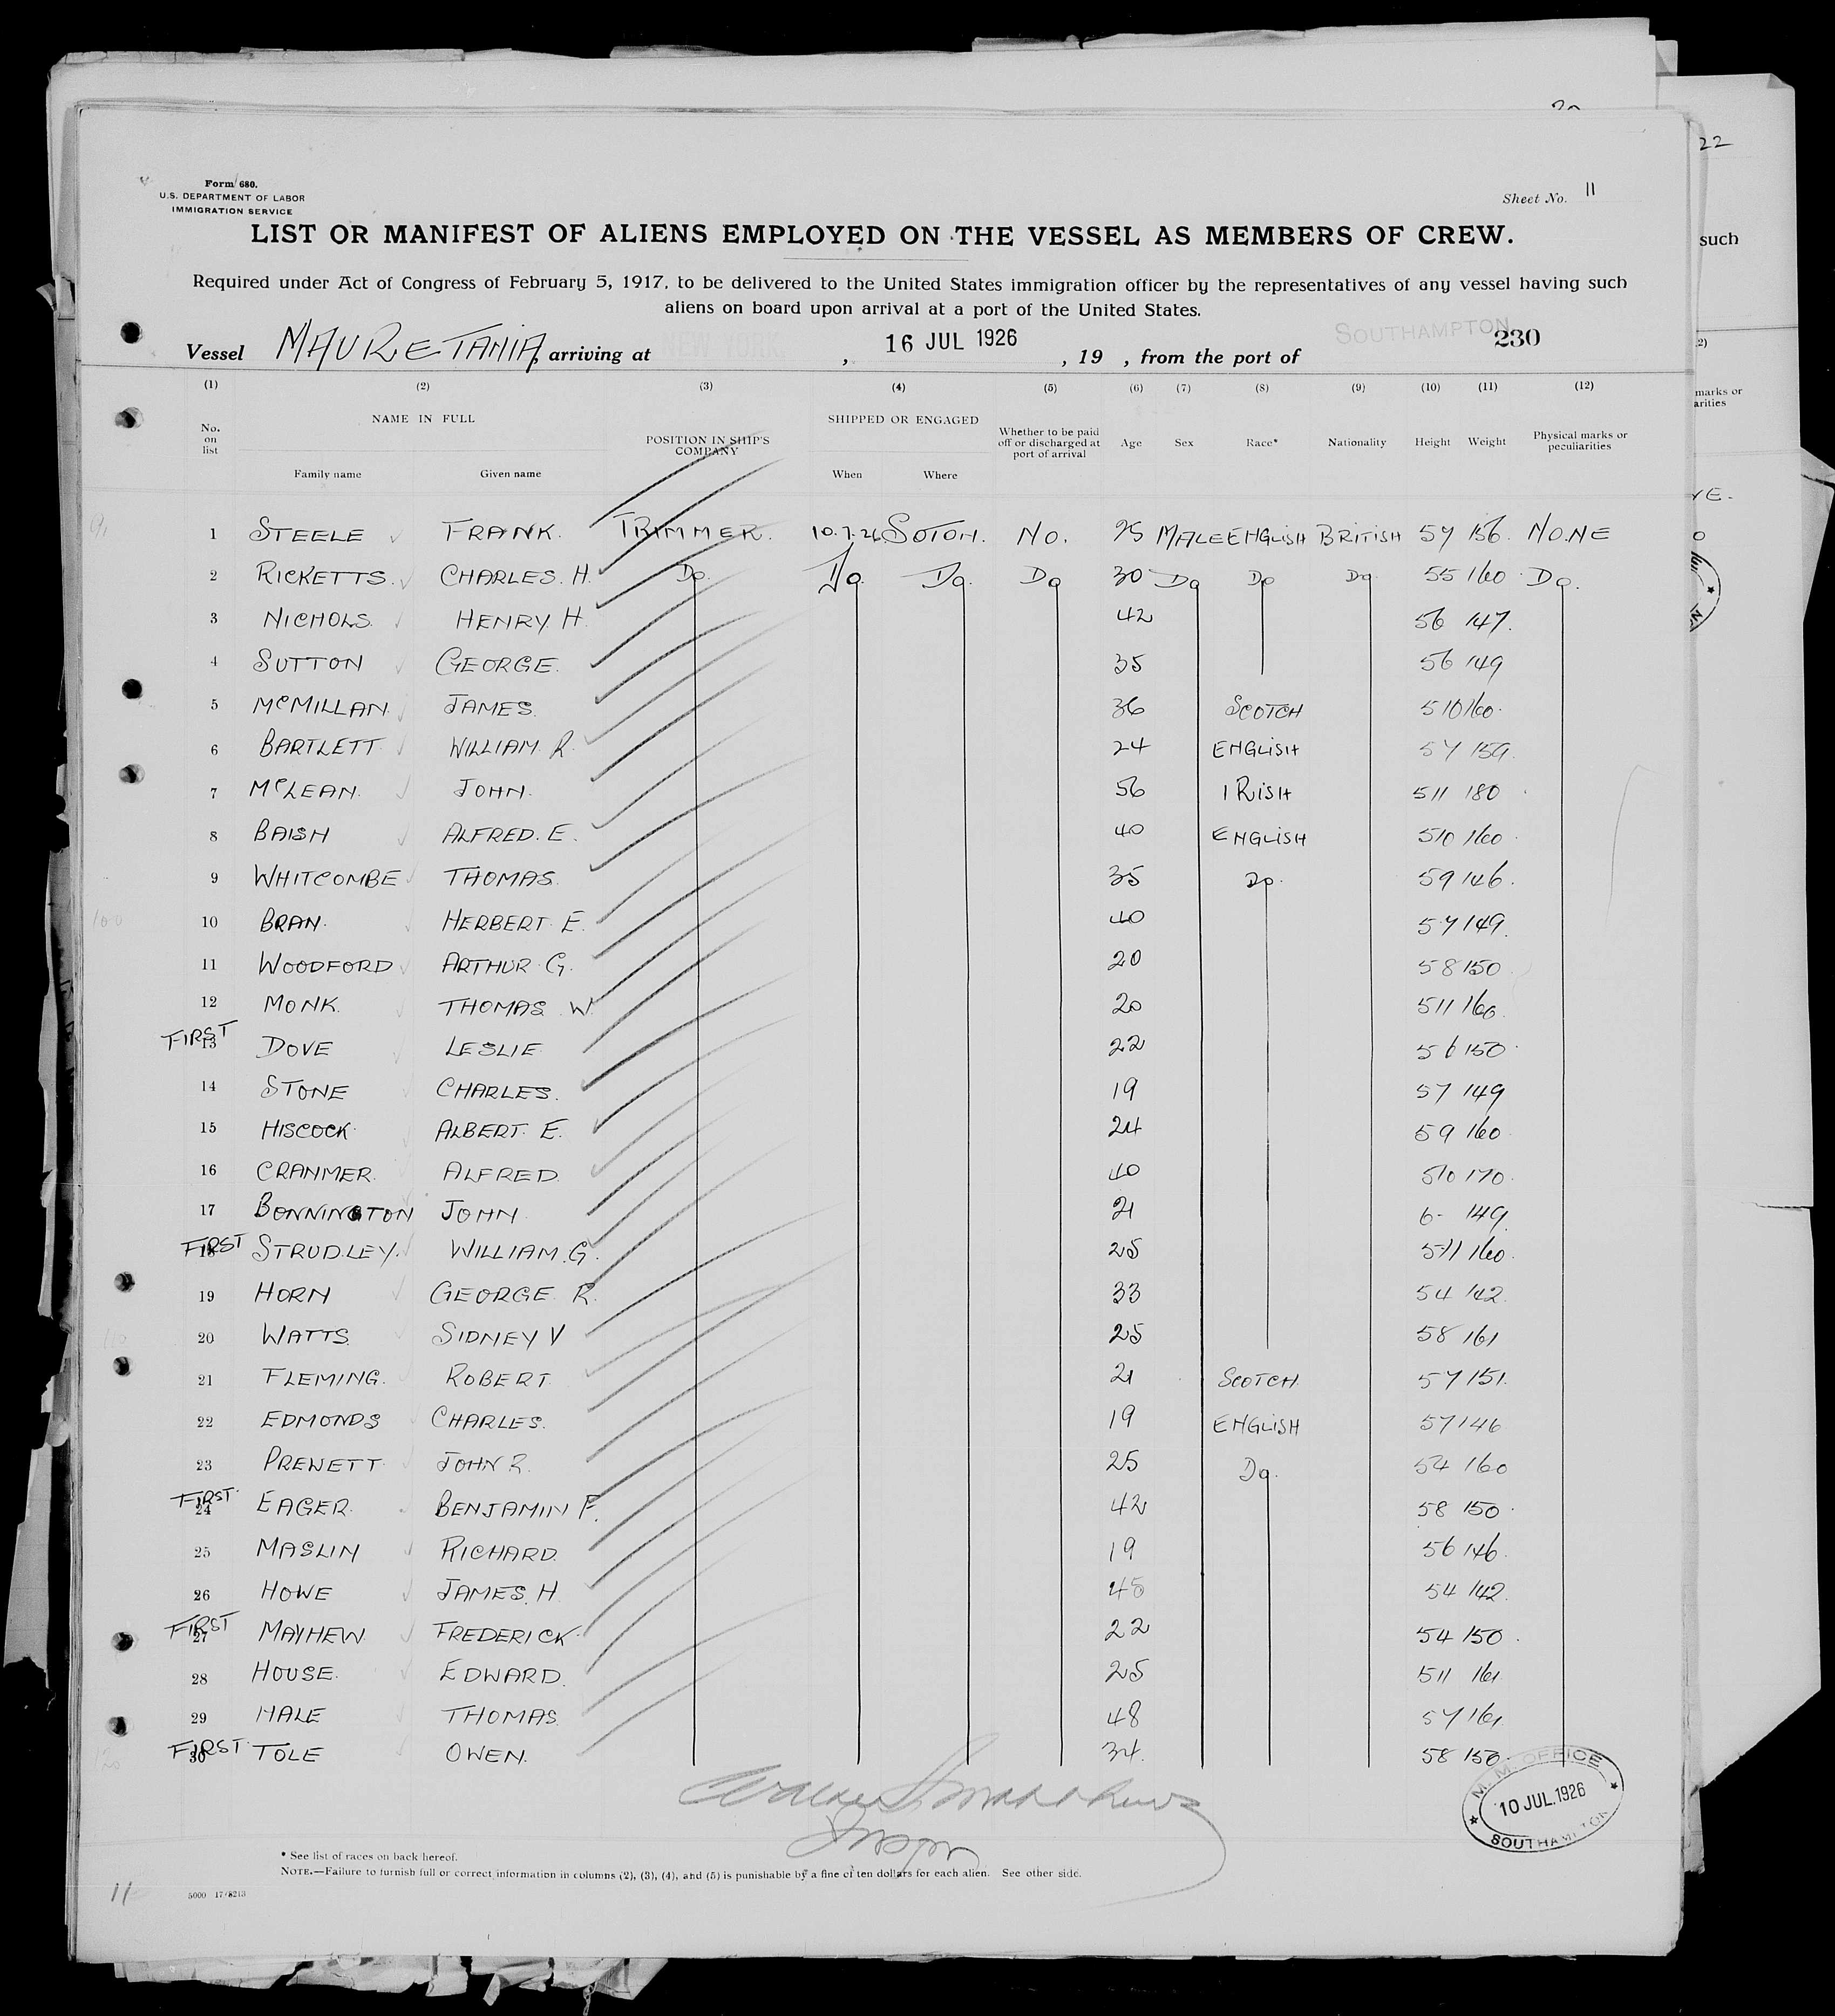 22
such
Form 680.
U.S. DEPARTMENT OF LABOR
IMMIGRATION SERVICE
Sheet No. 11
LIST OR MANIFEST OF ALIENS EMPLOYED ON THE VESSEL AS MEMBERS OF CREW.
Required under Act of Congress of February 5, 1917, to be delivered to the United States immigration officer by the representatives of any vessel having such
aliens on board upon arrival at a port of the United States.
Vessel MAURETANIA, arriving at NEW YORK, 16 JUL 1926, 19 , from the port of SOUTHAMPTON 230
(1) (2) (3) (4) (5) (6) (7) (8) (9) (10) (11) (12)
No. on list NAME IN FULL Family name Given name POSITION IN SHIP'S COMPANY SHIPPED OR ENGAGED When Where Whether to be paid off or discharged at port of arrival Age Sex Race* Nationality Height Weight Physical marks or peculiarities
marks or
arities
1 STEELE FRANK. TRIMMER. 10.7.26 SOTON. NO. 25 MALE ENGLISH BRITISH 57 156. NONE
2 RICKETTS. CHARLES. H. Do. Do. Do. Do 30 Do Do Do. 55 160 Do.
3 NICHOLS. HENRY. H. 42 56 147.
4 SUTTON GEORGE. 35 56 149
5 McMILLAN. JAMES. 36 SCOTCH 510 160.
6 BARTLETT. WILLIAM. R. 24 ENGLISH 57 159.
7 McLEAN. JOHN. 56 IRISH 511 180
8 BAISH ALFRED. E. 40 ENGLISH 510 160
9 WHITCOMBE THOMAS. 35 Do. 59 146.
10 BRAN. HERBERT. E. 40 57 149.
11 WOODFORD ARTHUR. G. 20 58 150
12 MONK. THOMAS. W. 20 511 160.
FIRST 13 DOVE LESLIE 22 56 150
14 STONE CHARLES. 19 57 149
15 HISCOCK. ALBERT. E. 24 59 160
16 CRANMER. ALFRED. 40 510 170.
17 BONNINGTON JOHN 21 6- 149.
FIRST 18 STRUDLEY. WILLIAM. G. 25 511 160.
19 HORN GEORGE. R. 33 54 142
20 WATTS. SIDNEY V 25 58 161
21 FLEMING. ROBERT. 21 SCOTCH. 57 151.
22 EDMONDS CHARLES. 19 ENGLISH 57 146
23 PREWETT. JOHN R. 25 Do. 54 160
FIRST. 24 EAGER. BENJAMIN F. 42 58 150
25 MASLIN RICHARD. 19 56 146.
26 HOWE JAMES. H 45 54 142.
FIRST 27 MAYHEW. FREDERICK. 22 54 150.
28 HOUSE. EDWARD. 25 511 161
29 HALE THOMAS. 48 57 161
FIRST. 30 TOLE OWEN. 34. 58 150.
M. M. OFFICE
10 JUL.1926
SOUTHAMPTON
* See list of races on back hereof.
NOTE.—Failure to furnish full or correct information in columns (2), (3), (4), and (5) is punishable by a fine of ten dollars for each alien. See other side.
11
5000 17/8213